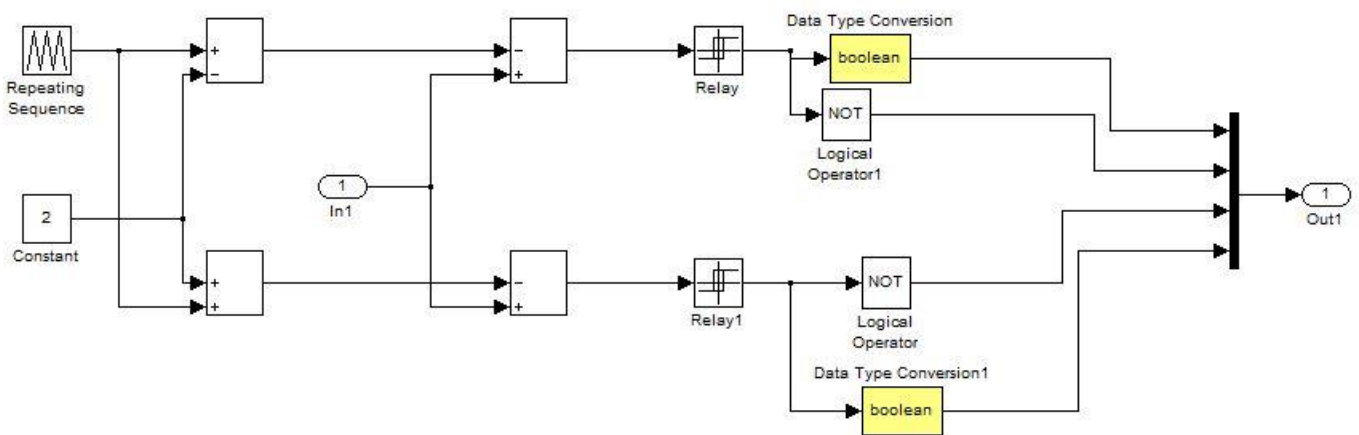 Data Type Conversion
+
−
−
+
boolean
Repeating
Sequence
Relay
NOT
Logical
Operator1
2
Constant
1
In1
1
Out1
+
+
−
+
Relay1
NOT
Logical
Operator
Data Type Conversion1
boolean